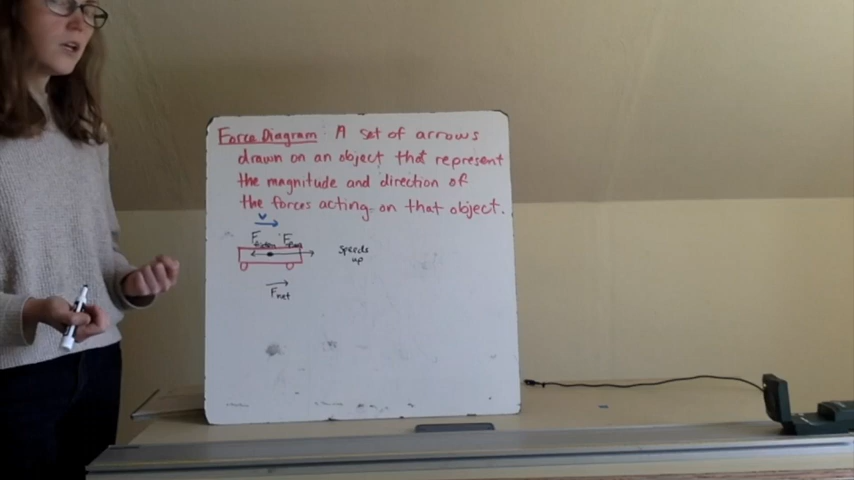 Force Diagram: A set of arrows
drawn on an object that represent
the magnitude and direction of
the forces acting on that object.
v
F
speeds
up
Fnet